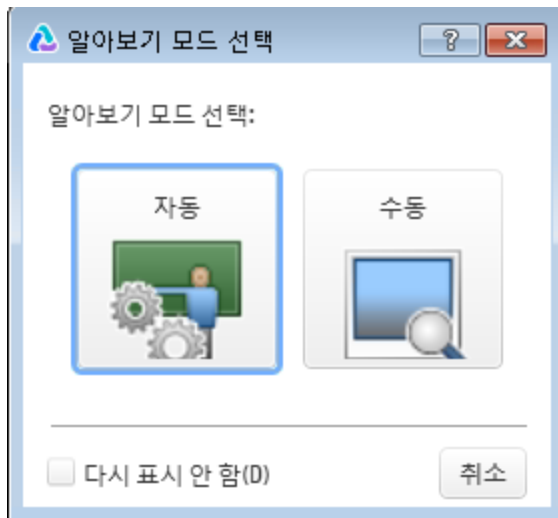 알아보기 모드 선택
알아보기 모드 선택:
자동
수동
다시 표시 안 함(D)
취소